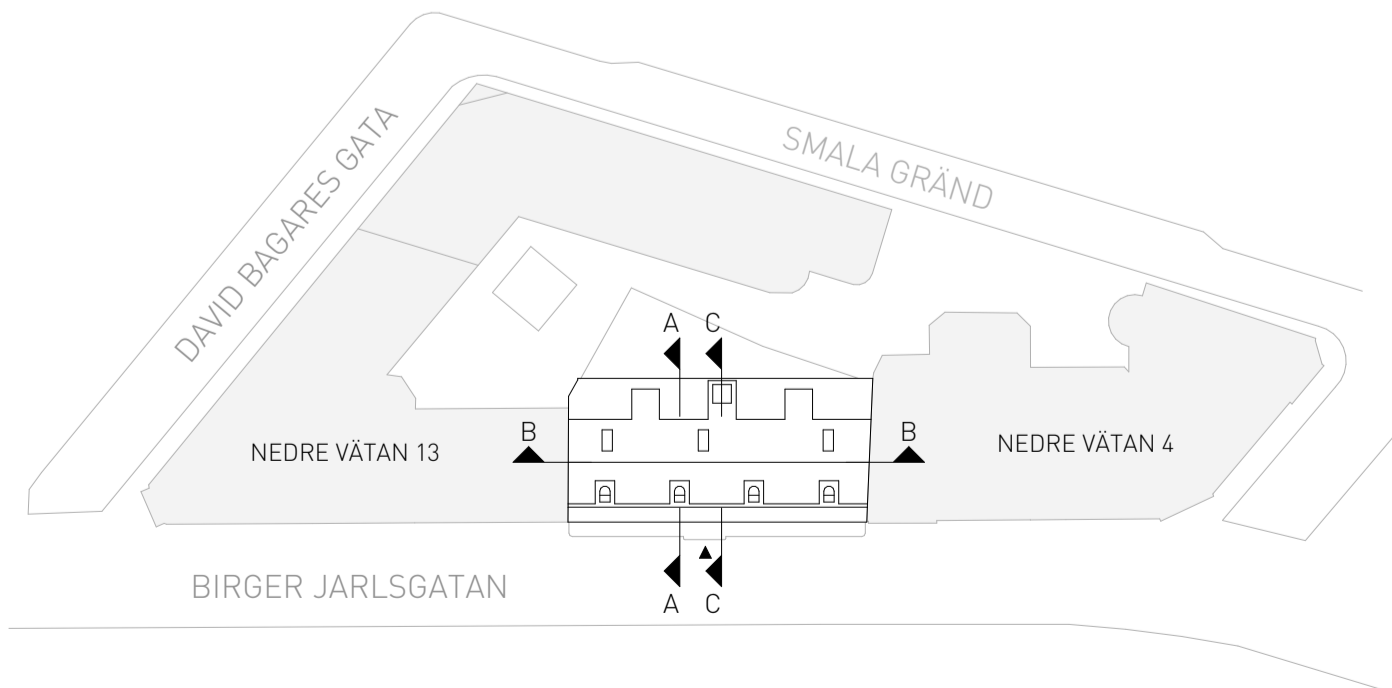 DAVID BAGARES GATA
SMALA GRÄND
A C
B B
NEDRE VÄTAN 13
NEDRE VÄTAN 4
BIRGER JARLSGATAN
A C